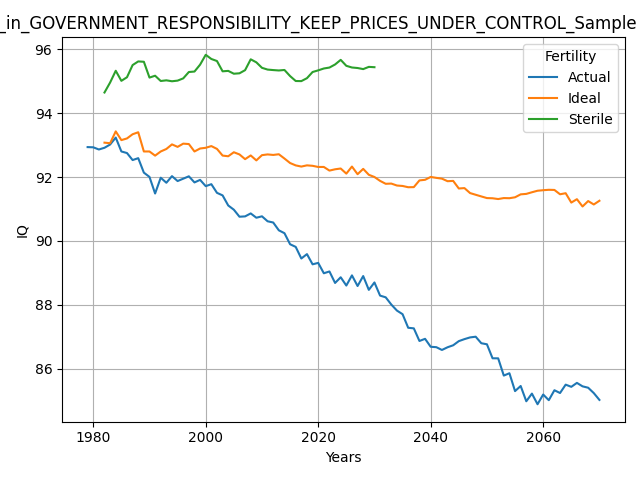 _in_GOVERNMENT_RESPONSIBILITY_KEEP_PRICES_UNDER_CONTROL_Sample
Fertility
Actual
Ideal
Sterile
96
94
92
90
88
86
IQ
1980
2000
2020
2040
2060
Years